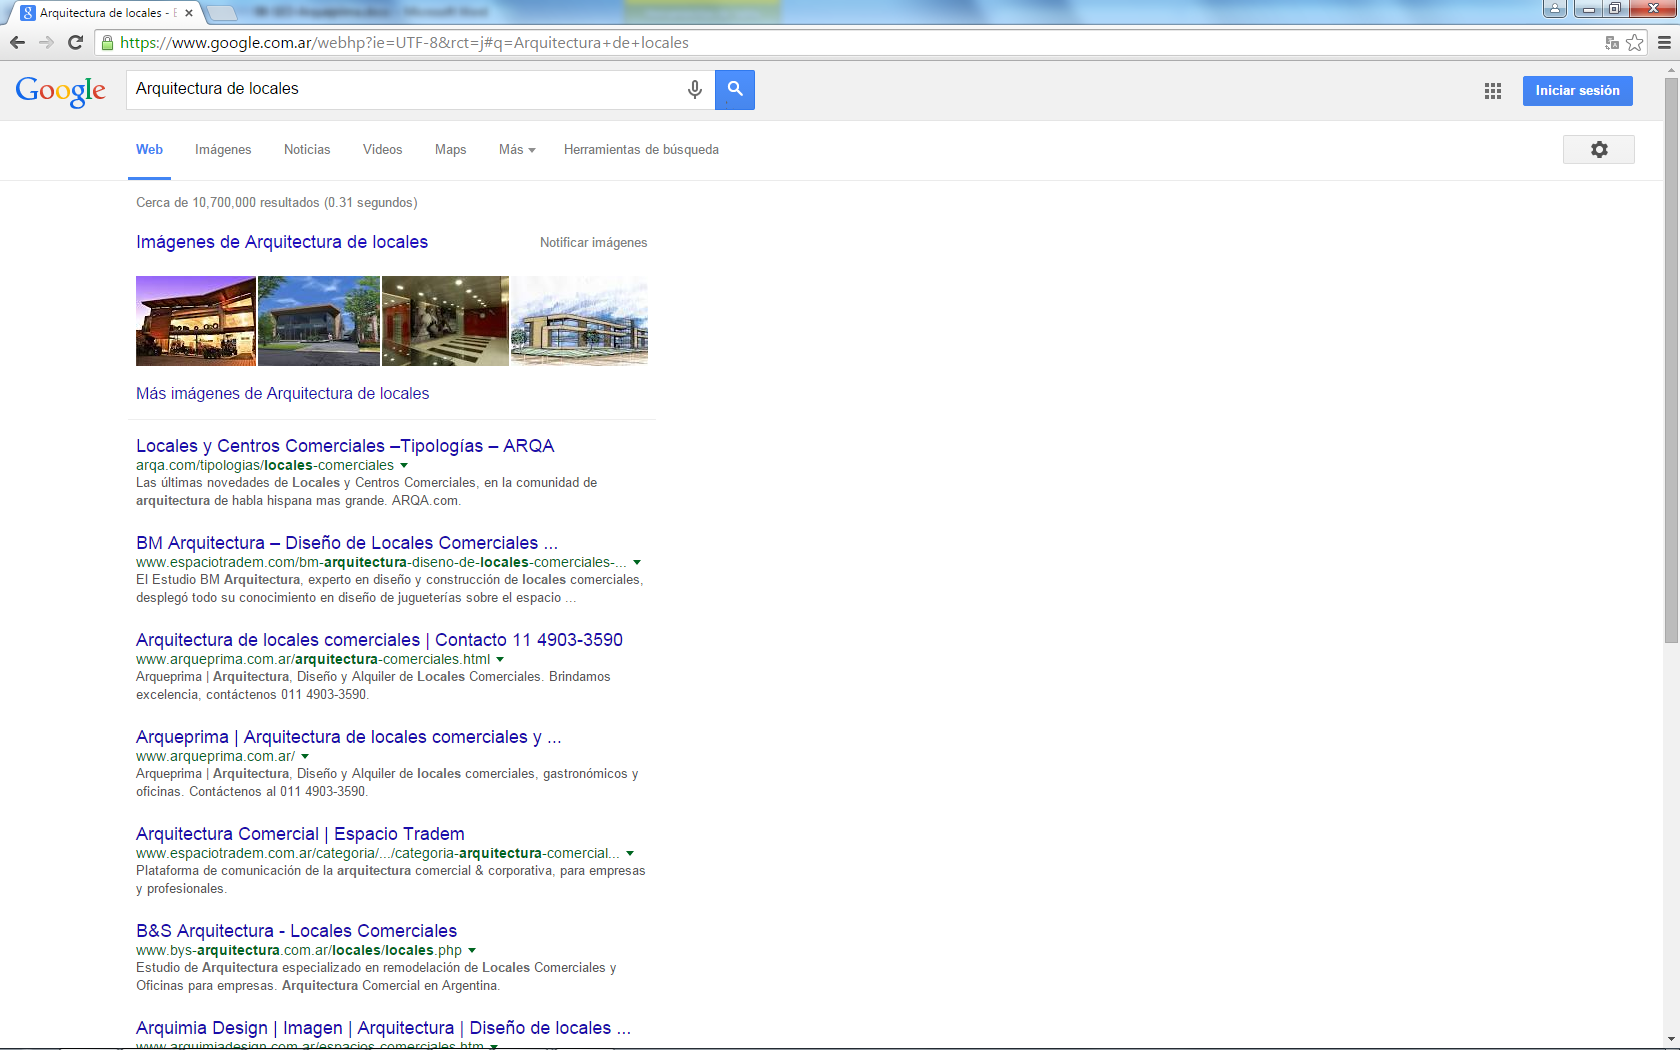 Arquitectura de locales - E
https://www.google.com.ar/webhp?ie=UTF-8&rct=j#q=Arquitectura+de+locales
Google
Arquitectura de locales
Iniciar sesión
Web Imágenes Noticias Videos Maps Más Herramientas de búsqueda
Cerca de 10,700,000 resultados (0.31 segundos)
Imágenes de Arquitectura de locales Notificar imágenes
Más imágenes de Arquitectura de locales
Locales y Centros Comerciales –Tipologías – ARQA
arqa.com/tipologias/locales-comerciales
Las últimas novedades de Locales y Centros Comerciales, en la comunidad de
arquitectura de habla hispana mas grande. ARQA.com.
BM Arquitectura – Diseño de Locales Comerciales ...
www.espaciotradem.com/bm-arquitectura-diseno-de-locales-comerciales-...
El Estudio BM Arquitectura, experto en diseño y construcción de locales comerciales,
desplegó todo su conocimiento en diseño de jugueterías sobre el espacio ...
Arquitectura de locales comerciales | Contacto 11 4903-3590
www.arqueprima.com.ar/arquitectura-comerciales.html
Arqueprima | Arquitectura, Diseño y Alquiler de Locales Comerciales. Brindamos
excelencia, contáctenos 011 4903-3590.
Arqueprima | Arquitectura de locales comerciales y ...
www.arqueprima.com.ar/
Arqueprima | Arquitectura, Diseño y Alquiler de locales comerciales, gastronómicos y
oficinas. Contáctenos al 011 4903-3590.
Arquitectura Comercial | Espacio Tradem
www.espaciotradem.com.ar/categoria/.../categoria-arquitectura-comercial...
Plataforma de comunicación de la arquitectura comercial & corporativa, para empresas
y profesionales.
B&S Arquitectura - Locales Comerciales
www.bys-arquitectura.com.ar/locales/locales.php
Estudio de Arquitectura especializado en remodelación de Locales Comerciales y
Oficinas para empresas. Arquitectura Comercial en Argentina.
Arquimia Design | Imagen | Arquitectura | Diseño de locales ...
www.arquimiadesign.com.ar/espacios-comerciales.htm